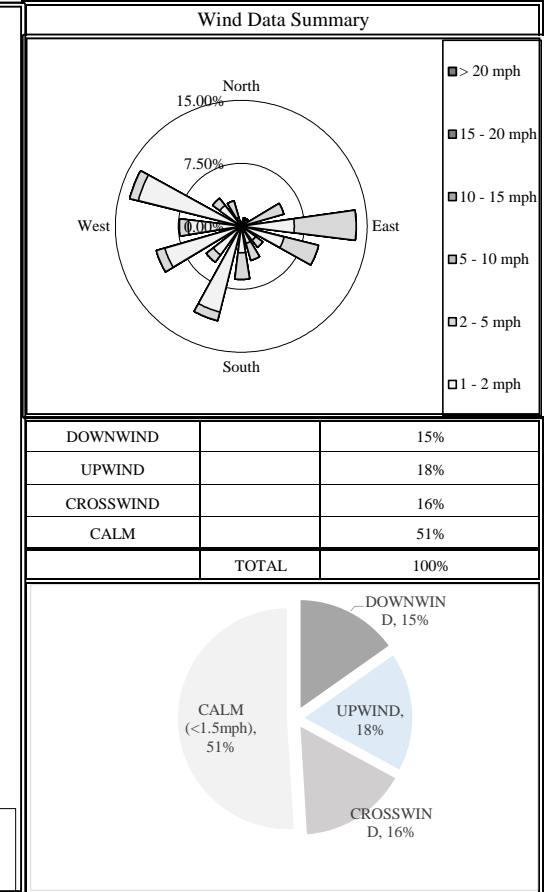 Wind Data Summary
North
15.00%
7.50%
0.00%
West
East
South
> 20 mph
15 - 20 mph
10 - 15 mph
5 - 10 mph
2 - 5 mph
1 - 2 mph
DOWNWIND 15%
UPWIND 18%
CROSSWIND 16%
CALM 51%
TOTAL 100%
DOWNWIN
D, 15%
UPWIND,
18%
CROSSWIN
D, 16%
CALM
(<1.5mph),
51%